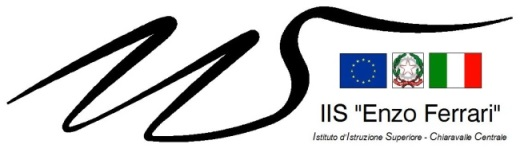 IIS "Enzo Ferrari"
Istituto d'Istruzione Superiore - Chiaravalle Centrale